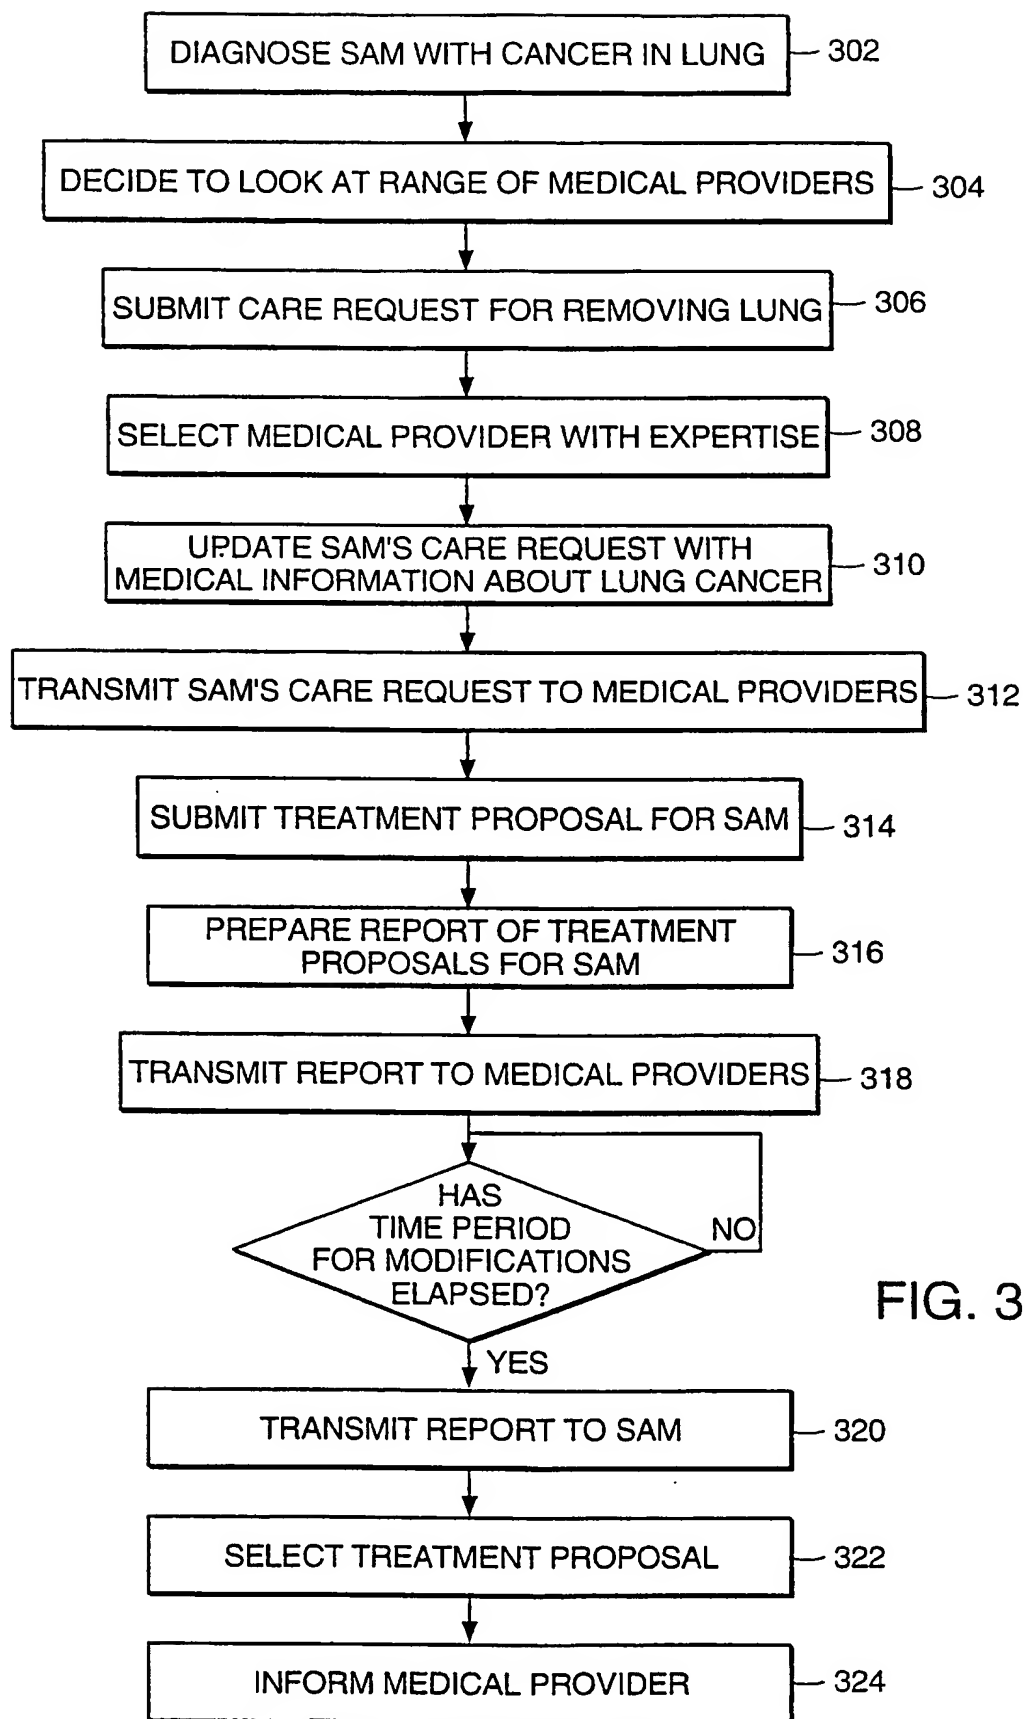 DIAGNOSE SAM WITH CANCER IN LUNG
302
DECIDE TO LOOK AT RANGE OF MEDICAL PROVIDERS
304
SUBMIT CARE REQUEST FOR REMOVING LUNG
306
SELECT MEDICAL PROVIDER WITH EXPERTISE
308
UPDATE SAM'S CARE REQUEST WITH
MEDICAL INFORMATION ABOUT LUNG CANCER
310
TRANSMIT SAM'S CARE REQUEST TO MEDICAL PROVIDERS
312
SUBMIT TREATMENT PROPOSAL FOR SAM
314
PREPARE REPORT OF TREATMENT
PROPOSALS FOR SAM
316
TRANSMIT REPORT TO MEDICAL PROVIDERS
318
HAS
TIME PERIOD
FOR MODIFICATIONS
ELAPSED?
NO
FIG. 3
YES
TRANSMIT REPORT TO SAM
320
SELECT TREATMENT PROPOSAL
322
INFORM MEDICAL PROVIDER
324